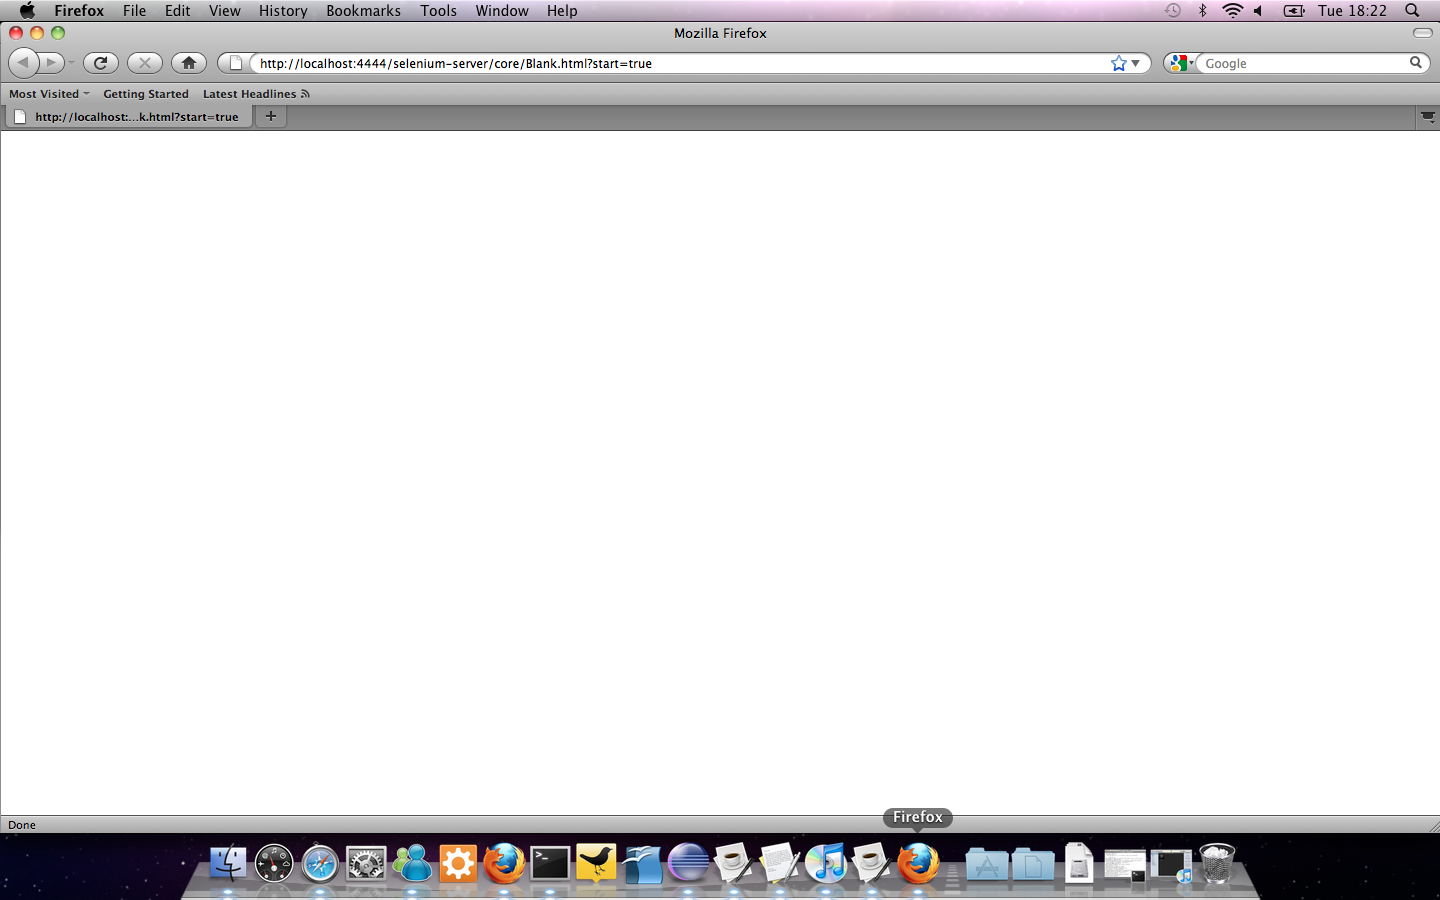 Firefox File Edit View History Bookmarks Tools Window Help Tue 18:22
Mozilla Firefox
http://localhost:4444/selenium-server/core/Blank.html?start=true Google
Most Visited Getting Started Latest Headlines
http://localhost:...k.html?start=true
Done
Firefox